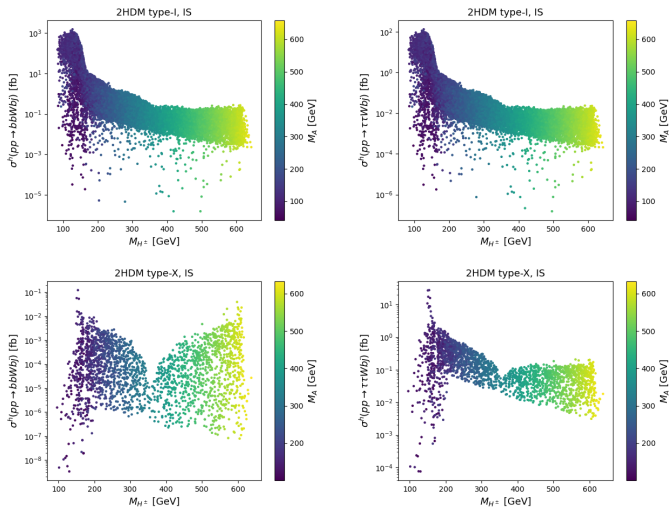 2HDM type-I, IS
σʰ(pp → bbWbj) [fb]
10³
10¹
10⁻¹
10⁻³
10⁻⁵
100 200 300 400 500 600
M_H± [GeV]
600
500
400
300
200
100
M_A [GeV]
2HDM type-I, IS
σʰ(pp → ττWbj) [fb]
10²
10⁰
10⁻²
10⁻⁴
10⁻⁶
100 200 300 400 500 600
M_H± [GeV]
600
500
400
300
200
100
M_A [GeV]
2HDM type-X, IS
σʰ(pp → bbWbj) [fb]
10⁻¹
10⁻²
10⁻³
10⁻⁴
10⁻⁵
10⁻⁶
10⁻⁷
10⁻⁸
100 200 300 400 500 600
M_H± [GeV]
600
500
400
300
200
M_A [GeV]
2HDM type-X, IS
σʰ(pp → ττWbj) [fb]
10¹
10⁰
10⁻¹
10⁻²
10⁻³
10⁻⁴
100 200 300 400 500 600
M_H± [GeV]
600
500
400
300
200
M_A [GeV]